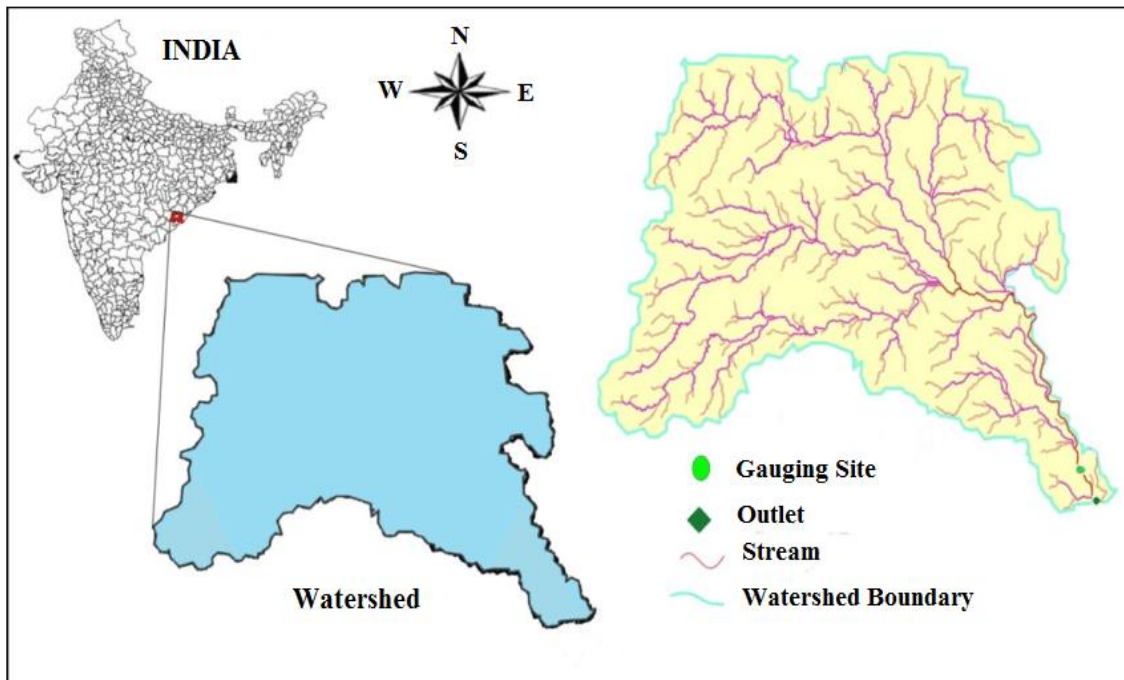 INDIA
N
W E
S
Gauging Site
Outlet
Stream
Watershed Boundary
Watershed